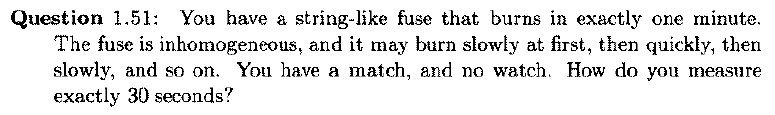 Question 1.51: You have a string-like fuse that burns in exactly one minute.
The fuse is inhomogeneous, and it may burn slowly at first, then quickly, then
slowly, and so on. You have a match, and no watch. How do you measure
exactly 30 seconds?